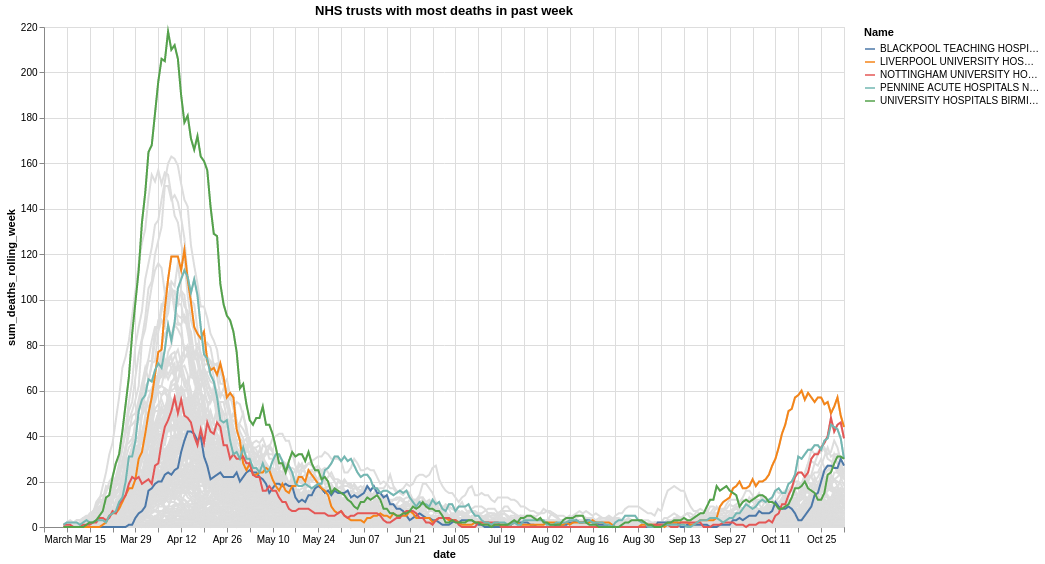 NHS trusts with most deaths in past week
220
200
180
160
140
120
100
80
60
40
20
0
sum_deaths_rolling_week
March Mar 15 Mar 29 Apr 12 Apr 26 May 10 May 24 Jun 07 Jun 21 Jul 05 Jul 19 Aug 02 Aug 16 Aug 30 Sep 13 Sep 27 Oct 11 Oct 25
date
Name
BLACKPOOL TEACHING HOSPI…
LIVERPOOL UNIVERSITY HOS…
NOTTINGHAM UNIVERSITY HO…
PENNINE ACUTE HOSPITALS N…
UNIVERSITY HOSPITALS BIRMI…